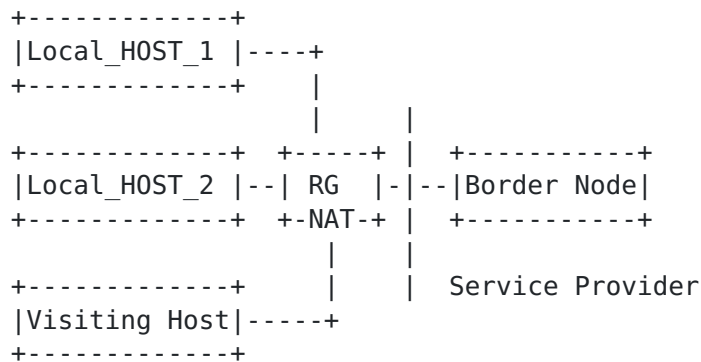 Local_HOST_1
Local_HOST_2 RG Border Node
NAT
Service Provider
Visiting Host